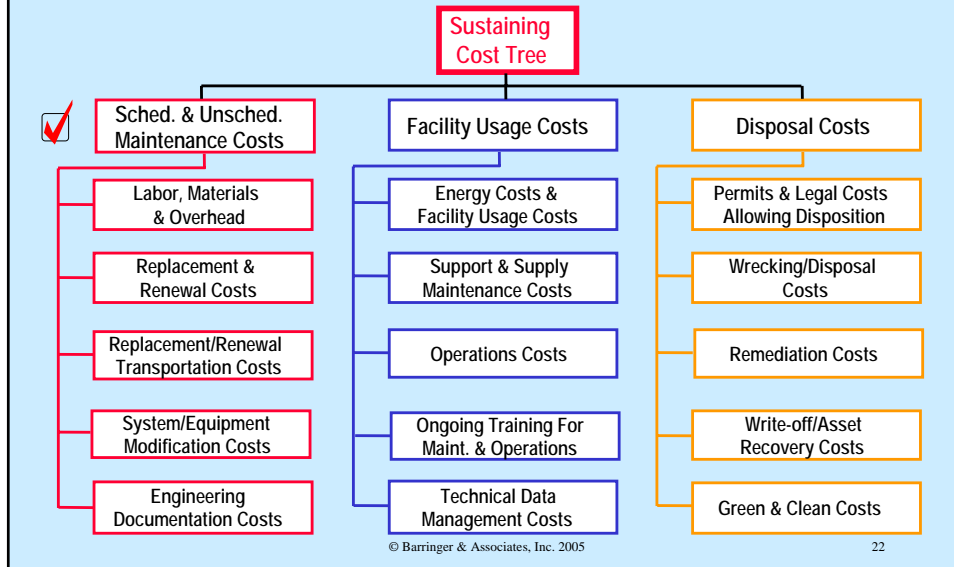 Sustaining
Cost Tree
Sched. & Unsched.
Maintenance Costs
Facility Usage Costs
Disposal Costs
Labor, Materials
& Overhead
Energy Costs &
Facility Usage Costs
Permits & Legal Costs
Allowing Disposition
Replacement &
Renewal Costs
Support & Supply
Maintenance Costs
Wrecking/Disposal
Costs
Replacement/Renewal
Transportation Costs
Operations Costs
Remediation Costs
System/Equipment
Modification Costs
Ongoing Training For
Maint. & Operations
Write-off/Asset
Recovery Costs
Engineering
Documentation Costs
Technical Data
Management Costs
Green & Clean Costs
© Barringer & Associates, Inc. 2005
22